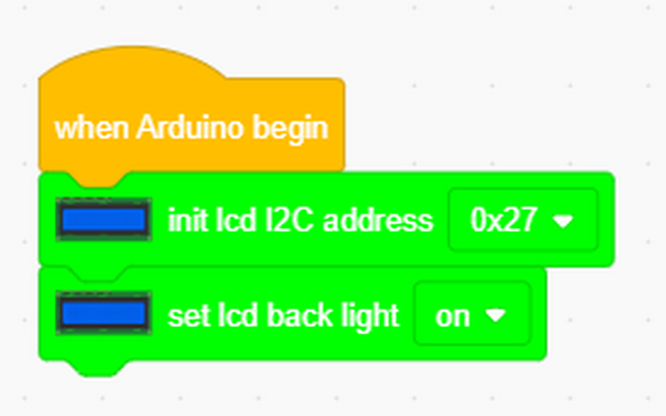 when Arduino begin
init lcd I2C address 0x27
set lcd back light on